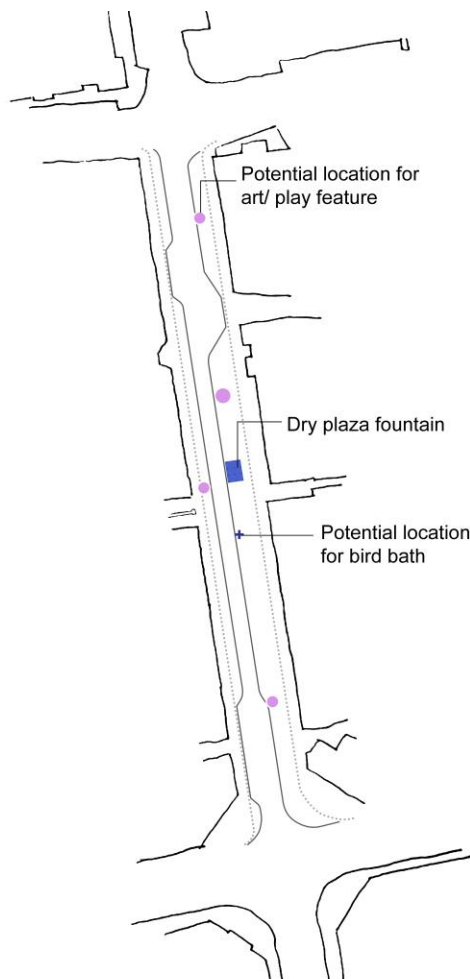 Potential location for
art/ play feature
Dry plaza fountain
Potential location
for bird bath